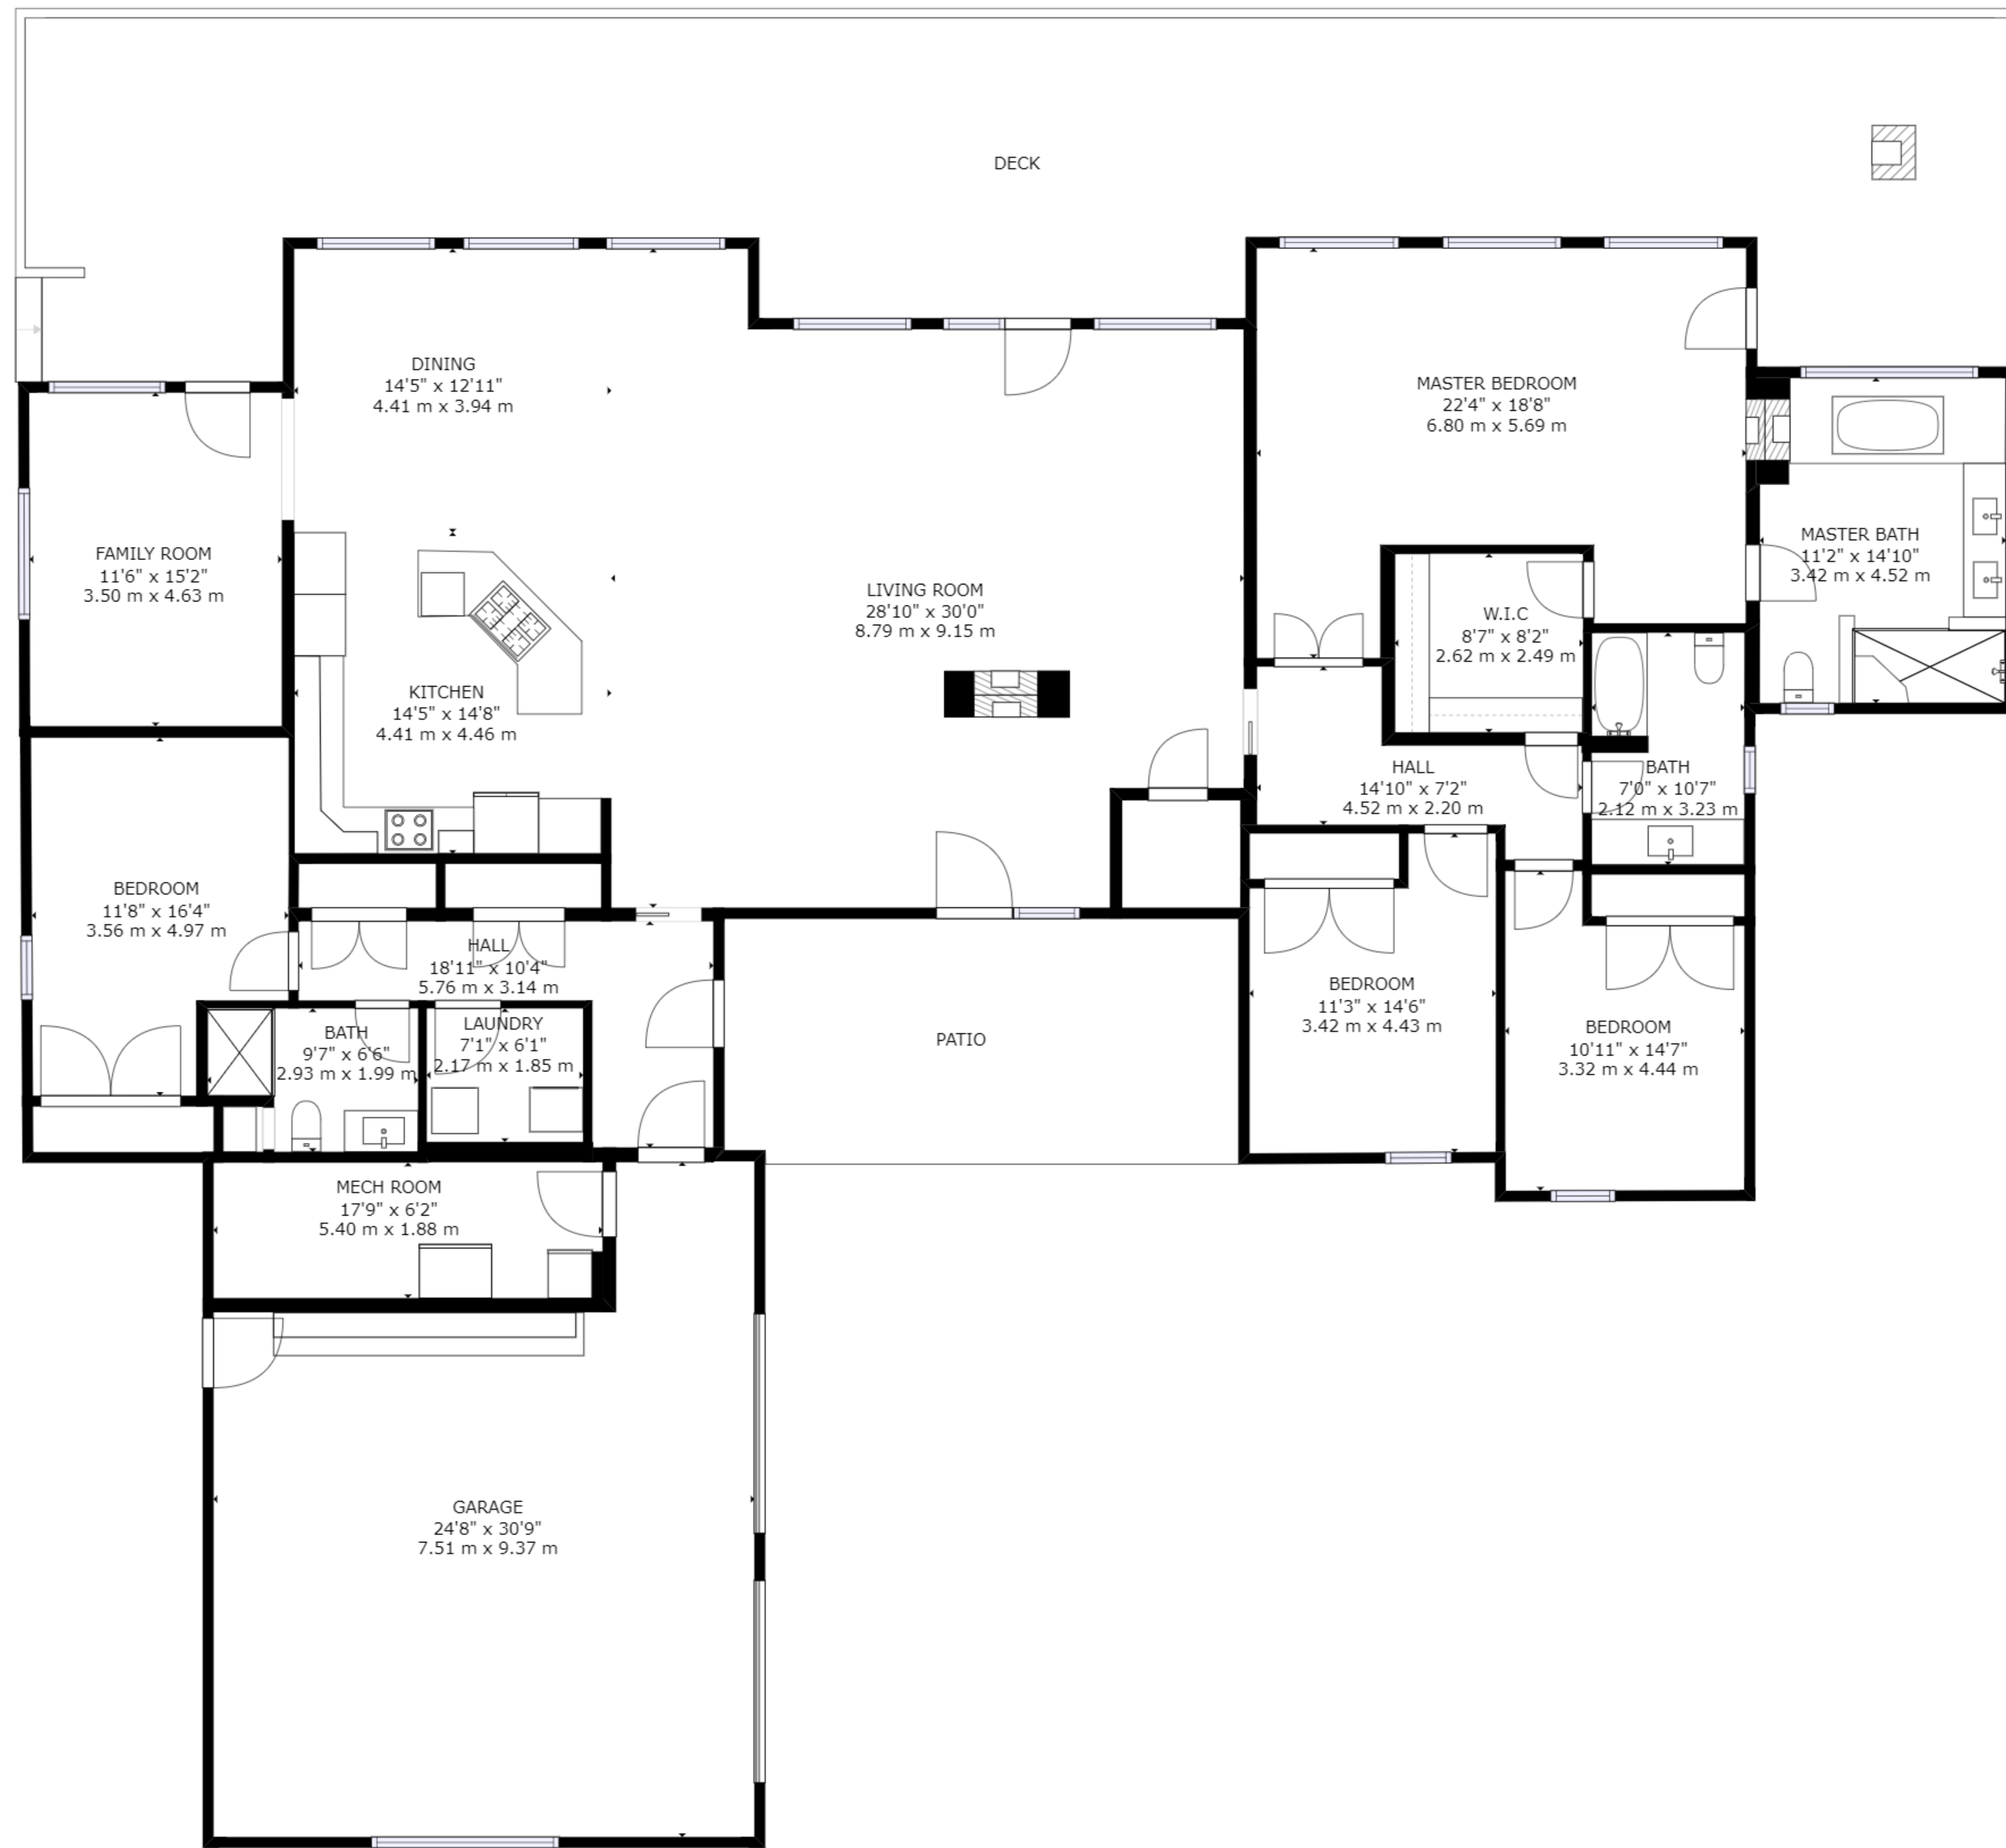 DECK
DINING
14'5" x 12'11"
4.41 m x 3.94 m
MASTER BEDROOM
22'4" x 18'8"
6.80 m x 5.69 m
FAMILY ROOM
11'6" x 15'2"
3.50 m x 4.63 m
LIVING ROOM
28'10" x 30'0"
8.79 m x 9.15 m
MASTER BATH
11'2" x 14'10"
3.42 m x 4.52 m
W.I.C
8'7" x 8'2"
2.62 m x 2.49 m
KITCHEN
14'5" x 14'8"
4.41 m x 4.46 m
HALL
14'10" x 7'2"
4.52 m x 2.20 m
BATH
7'0" x 10'7"
2.12 m x 3.23 m
BEDROOM
11'8" x 16'4"
3.56 m x 4.97 m
HALL
18'11" x 10'4"
5.76 m x 3.14 m
BEDROOM
11'3" x 14'6"
3.42 m x 4.43 m
BATH
9'7" x 6'6"
2.93 m x 1.99 m
LAUNDRY
7'1" x 6'1"
2.17 m x 1.85 m
PATIO
BEDROOM
10'11" x 14'7"
3.32 m x 4.44 m
MECH ROOM
17'9" x 6'2"
5.40 m x 1.88 m
GARAGE
24'8" x 30'9"
7.51 m x 9.37 m